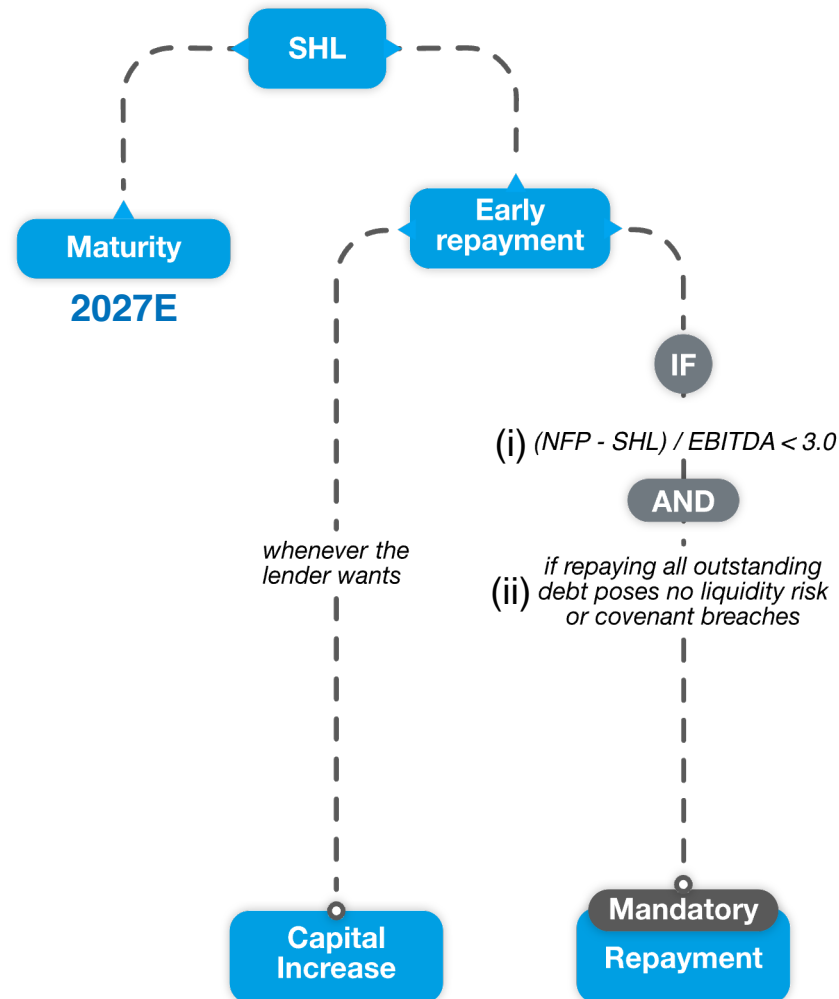 SHL
Maturity
2027E
Early
repayment
IF
(i) (NFP - SHL) / EBITDA < 3.0
AND
whenever the
lender wants
(ii) if repaying all outstanding
debt poses no liquidity risk
or covenant breaches
Capital
Increase
Mandatory
Repayment